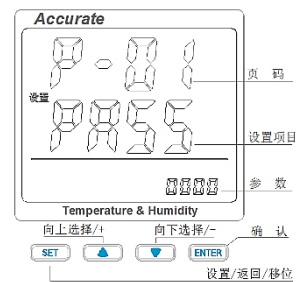 Accurate
P-01
页 码
设置
PASS
设置项目
0000
参 数
Temperature & Humidity
向上选择/+
向下选择/-
确 认
SET
ENTER
设置/返回/移位